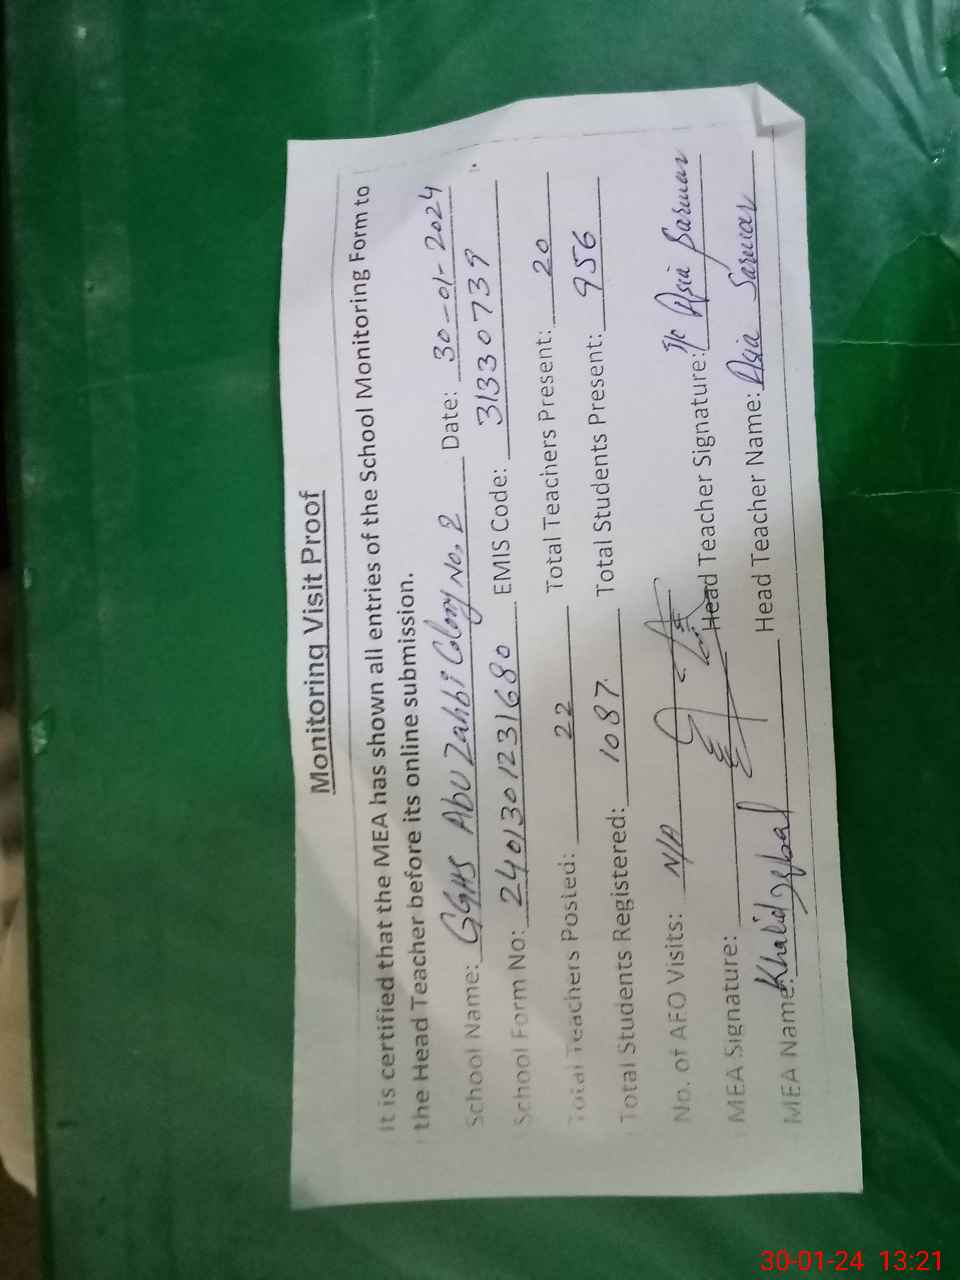 Monitoring Visit Proof
It is certified that the MEA has shown all entries of the School Monitoring Form to
the Head Teacher before its online submission.
School Name: GGHS Abu Zahbi Colony No. 2 Date: 30-01-2024
School Form No: 2401301231680 EMIS Code: 31330739
Total Teachers Posted: 22 Total Teachers Present: 20
Total Students Registered: 1087 Total Students Present: 956
No. of AEO Visits: N/A
MEA Signature: Head Teacher Signature: I/c Asia Sarwar
MEA Name: Khalid Iqbal Head Teacher Name: Asia Sarwar
30-01-24 13:21